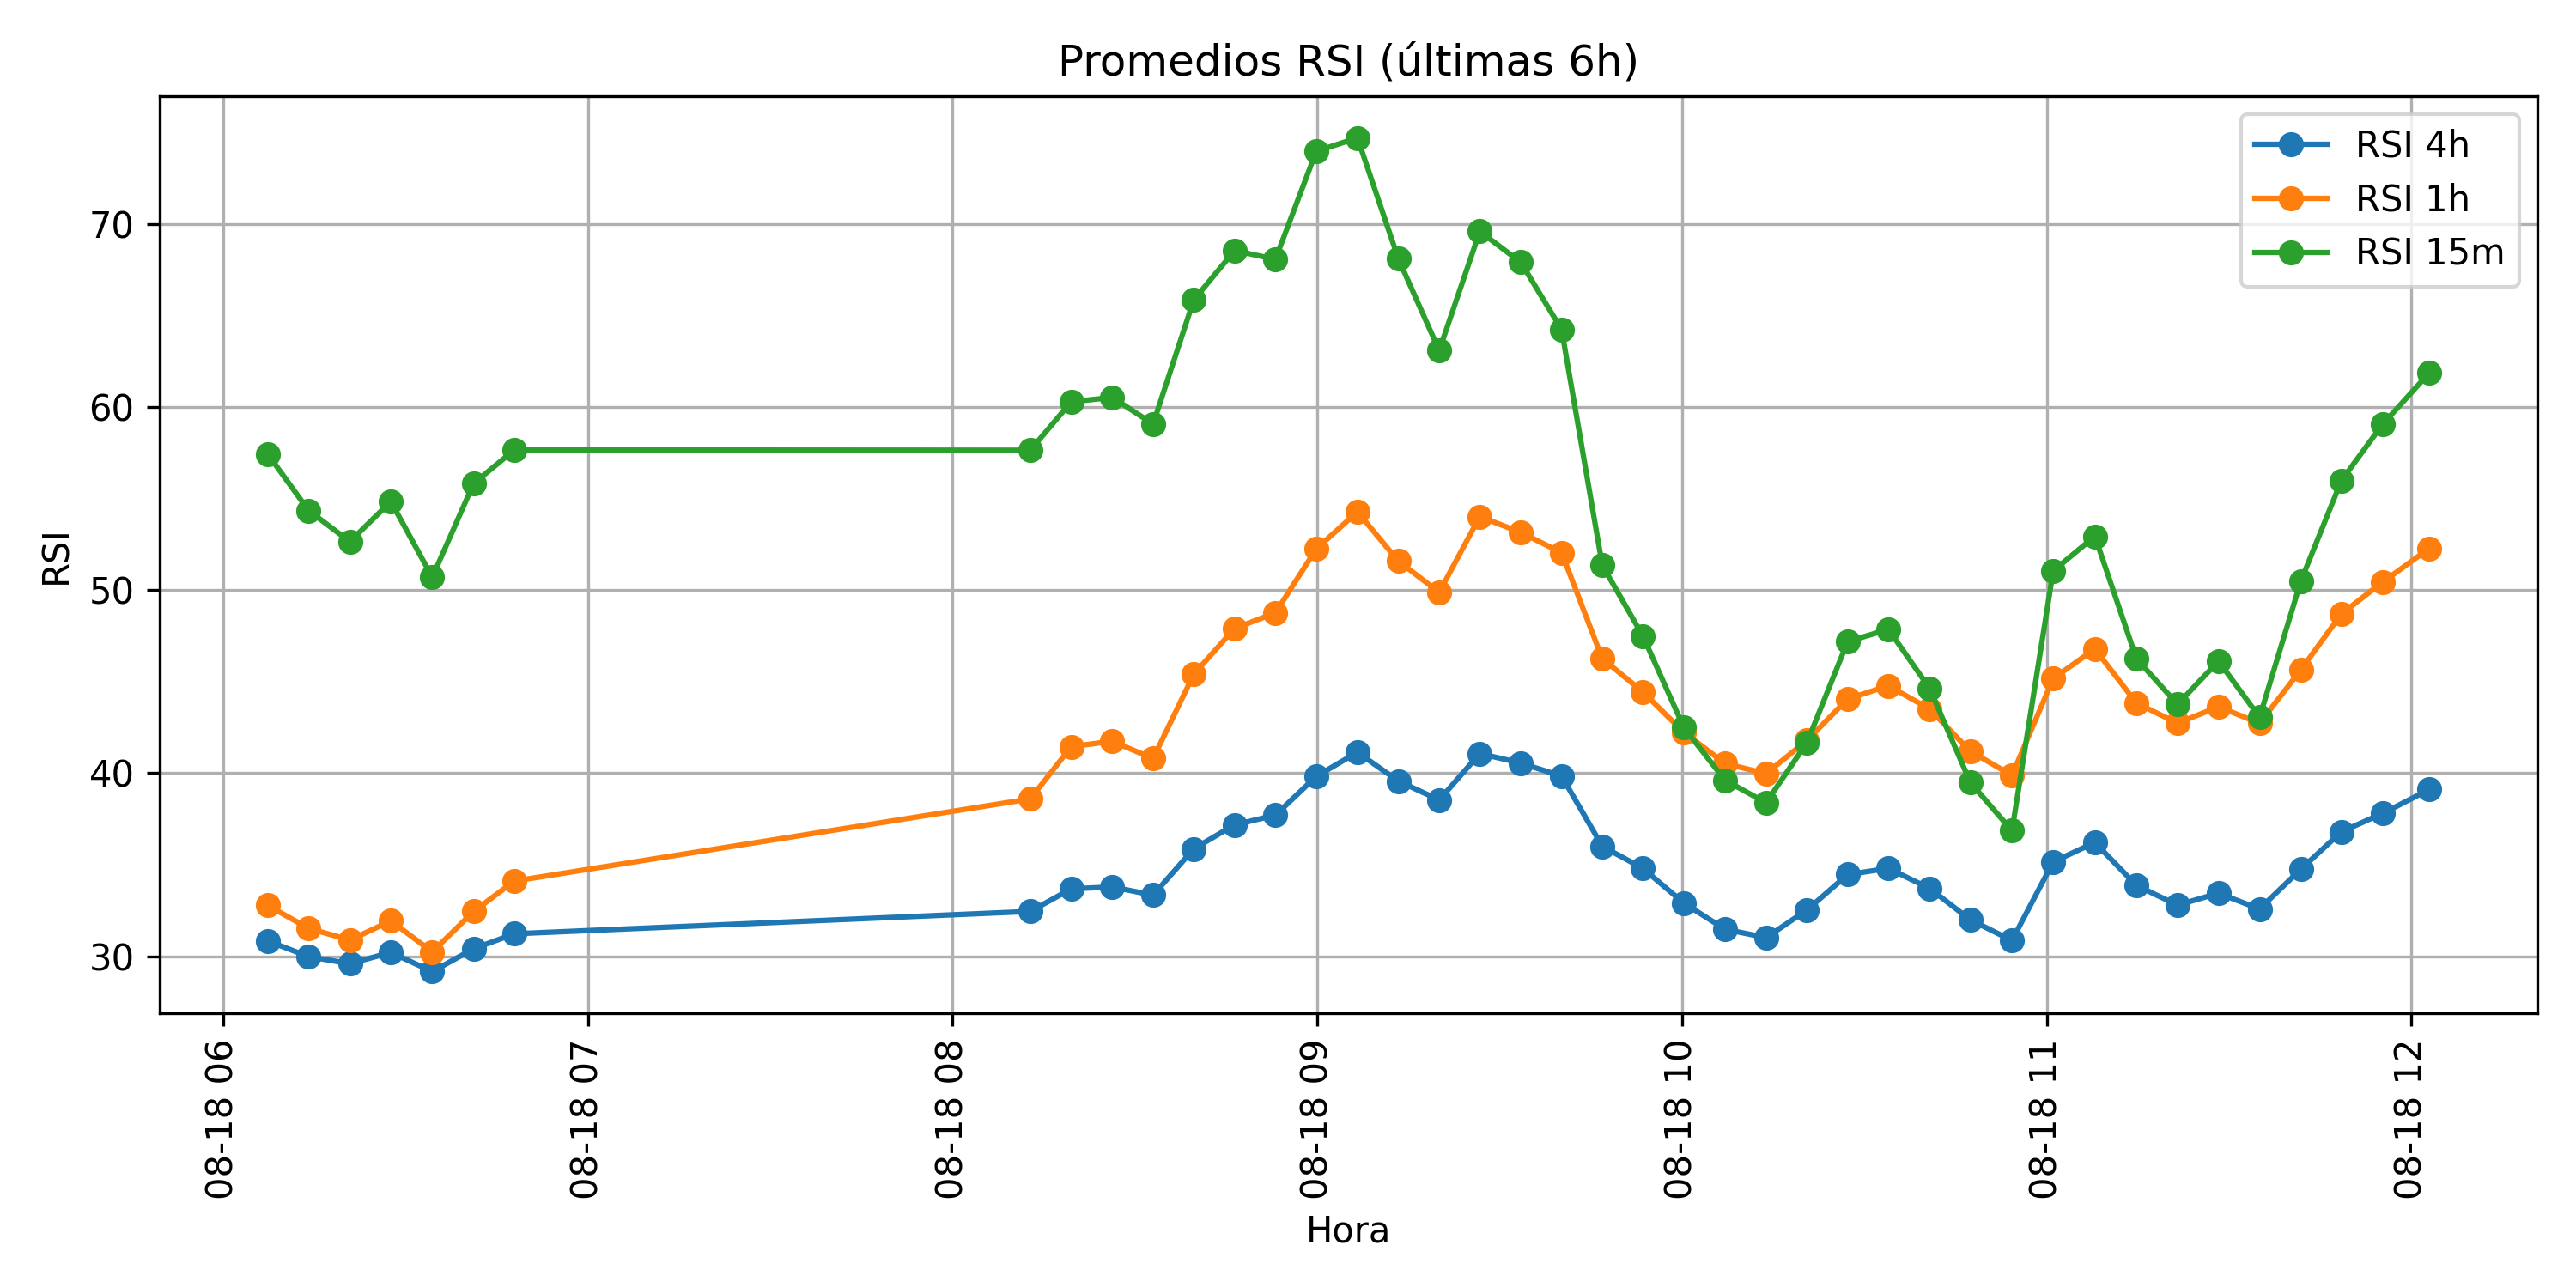 Promedios RSI (últimas 6h)
RSI 4h
RSI 1h
RSI 15m
RSI
70
60
50
40
30
08-18 06
08-18 07
08-18 08
08-18 09
08-18 10
08-18 11
08-18 12
Hora